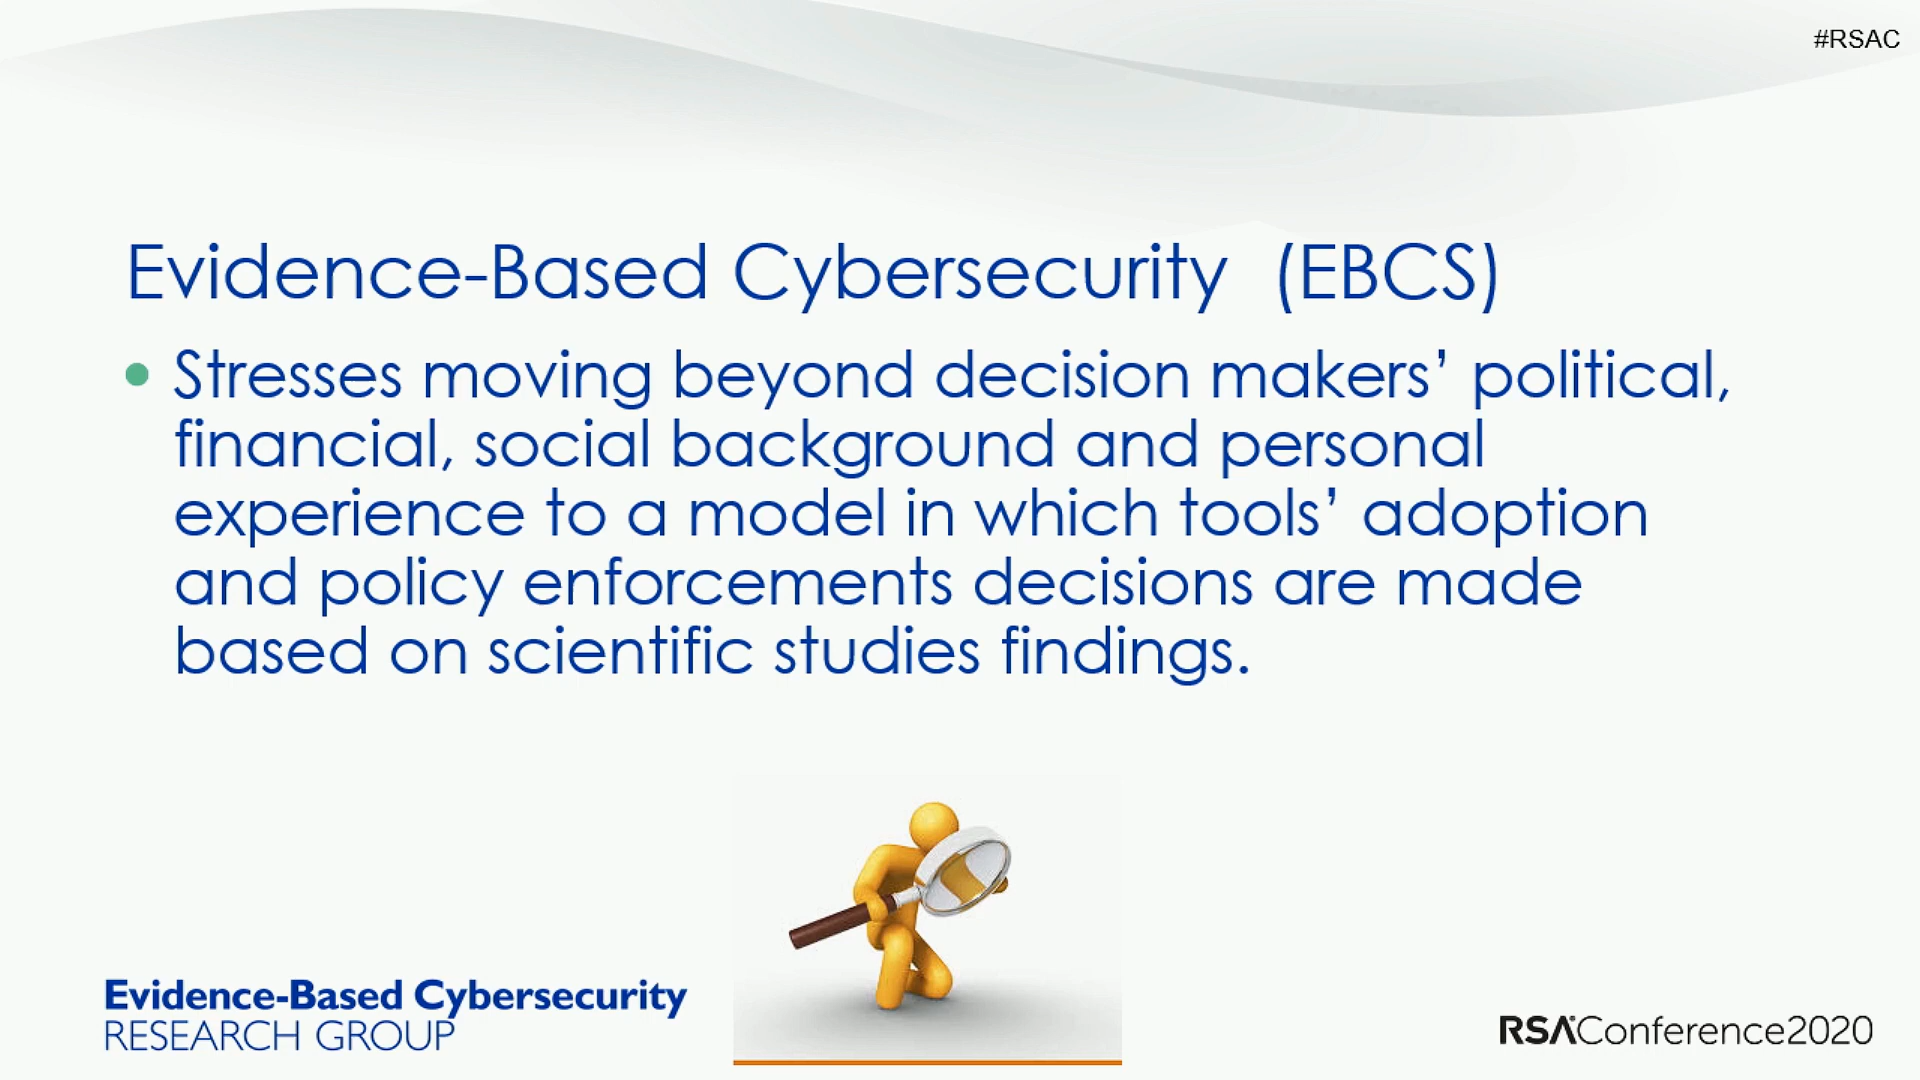 #RSAC
Evidence-Based Cybersecurity (EBCS)
• Stresses moving beyond decision makers’ political,
financial, social background and personal
experience to a model in which tools’ adoption
and policy enforcements decisions are made
based on scientific studies findings.
Evidence-Based Cybersecurity
RESEARCH GROUP
RSAConference2020